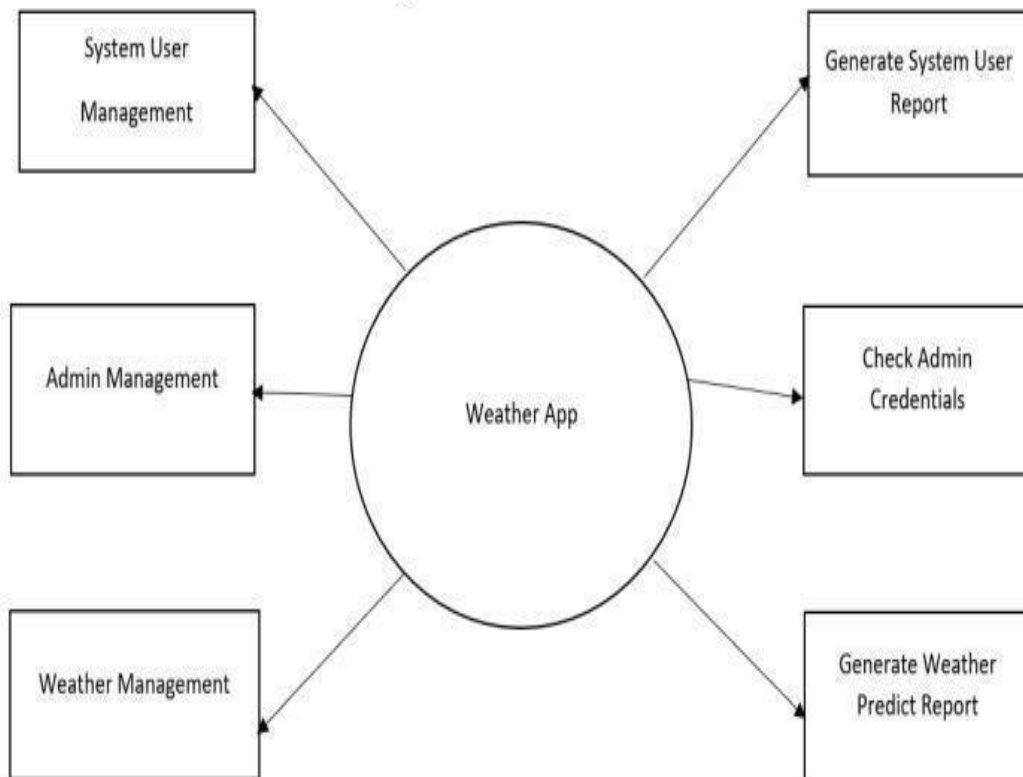 System User
Management
Generate System User
Report
Admin Management
Weather App
Check Admin
Credentials
Weather Management
Generate Weather
Predict Report